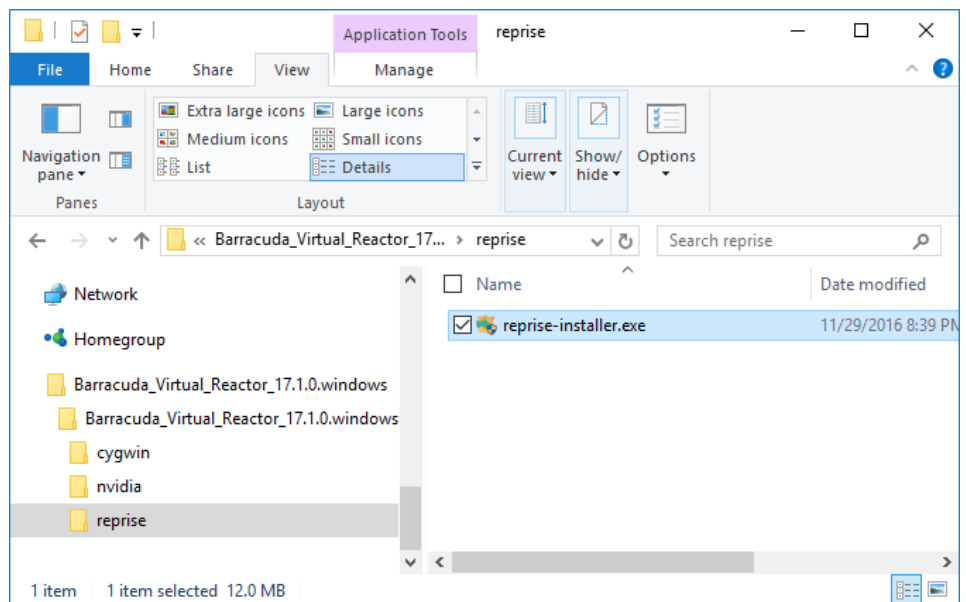 Application Tools
reprise
File
Home
Share
View
Manage
Extra large icons
Large icons
Medium icons
Small icons
List
Details
Navigation
pane
Current
view
Show/
hide
Options
Panes
Layout
« Barracuda_Virtual_Reactor_17... > reprise
Search reprise
Network
Homegroup
Barracuda_Virtual_Reactor_17.1.0.windows
Barracuda_Virtual_Reactor_17.1.0.windows
cygwin
nvidia
reprise
Name
Date modified
reprise-installer.exe
11/29/2016 8:39 PM
1 item
1 item selected 12.0 MB